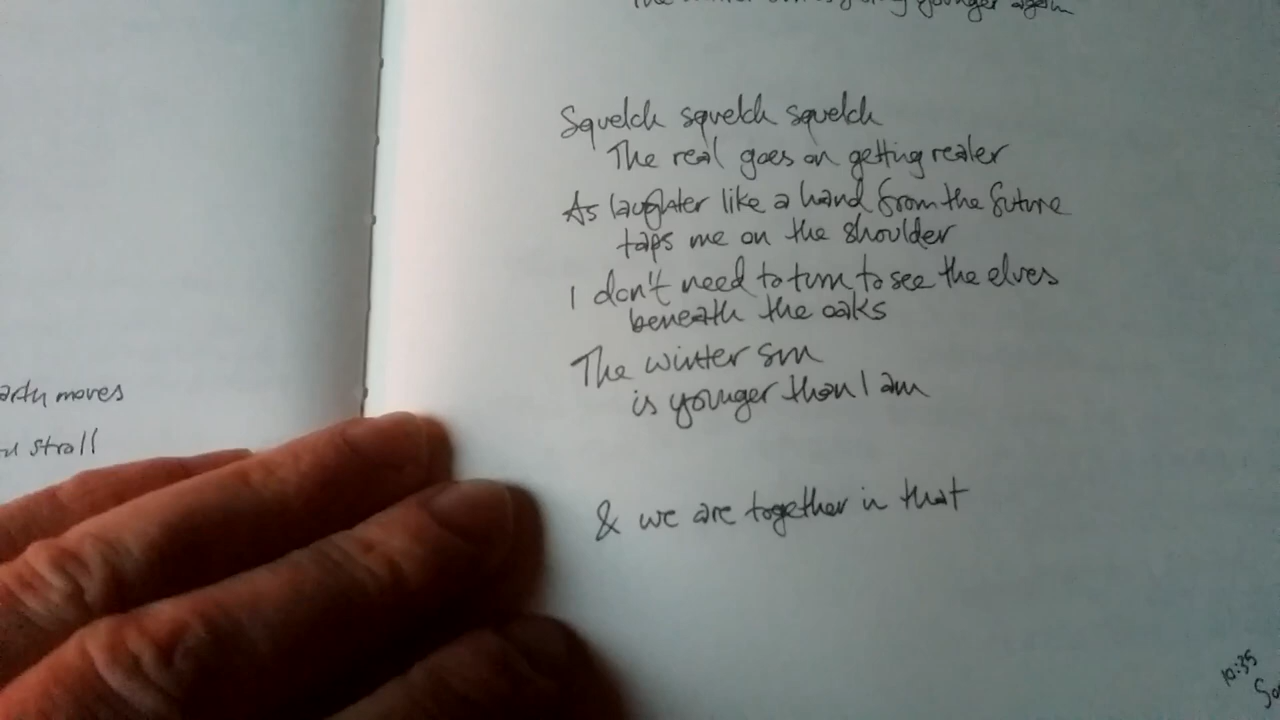 younger again
Squelch squelch squelch
The real goes on getting realer
As laughter like a hand from the future
taps me on the shoulder
I don't need to turn to see the elves
beneath the oaks
The winter sun
is younger than I am
& we are together in that
moves
stroll
10:35